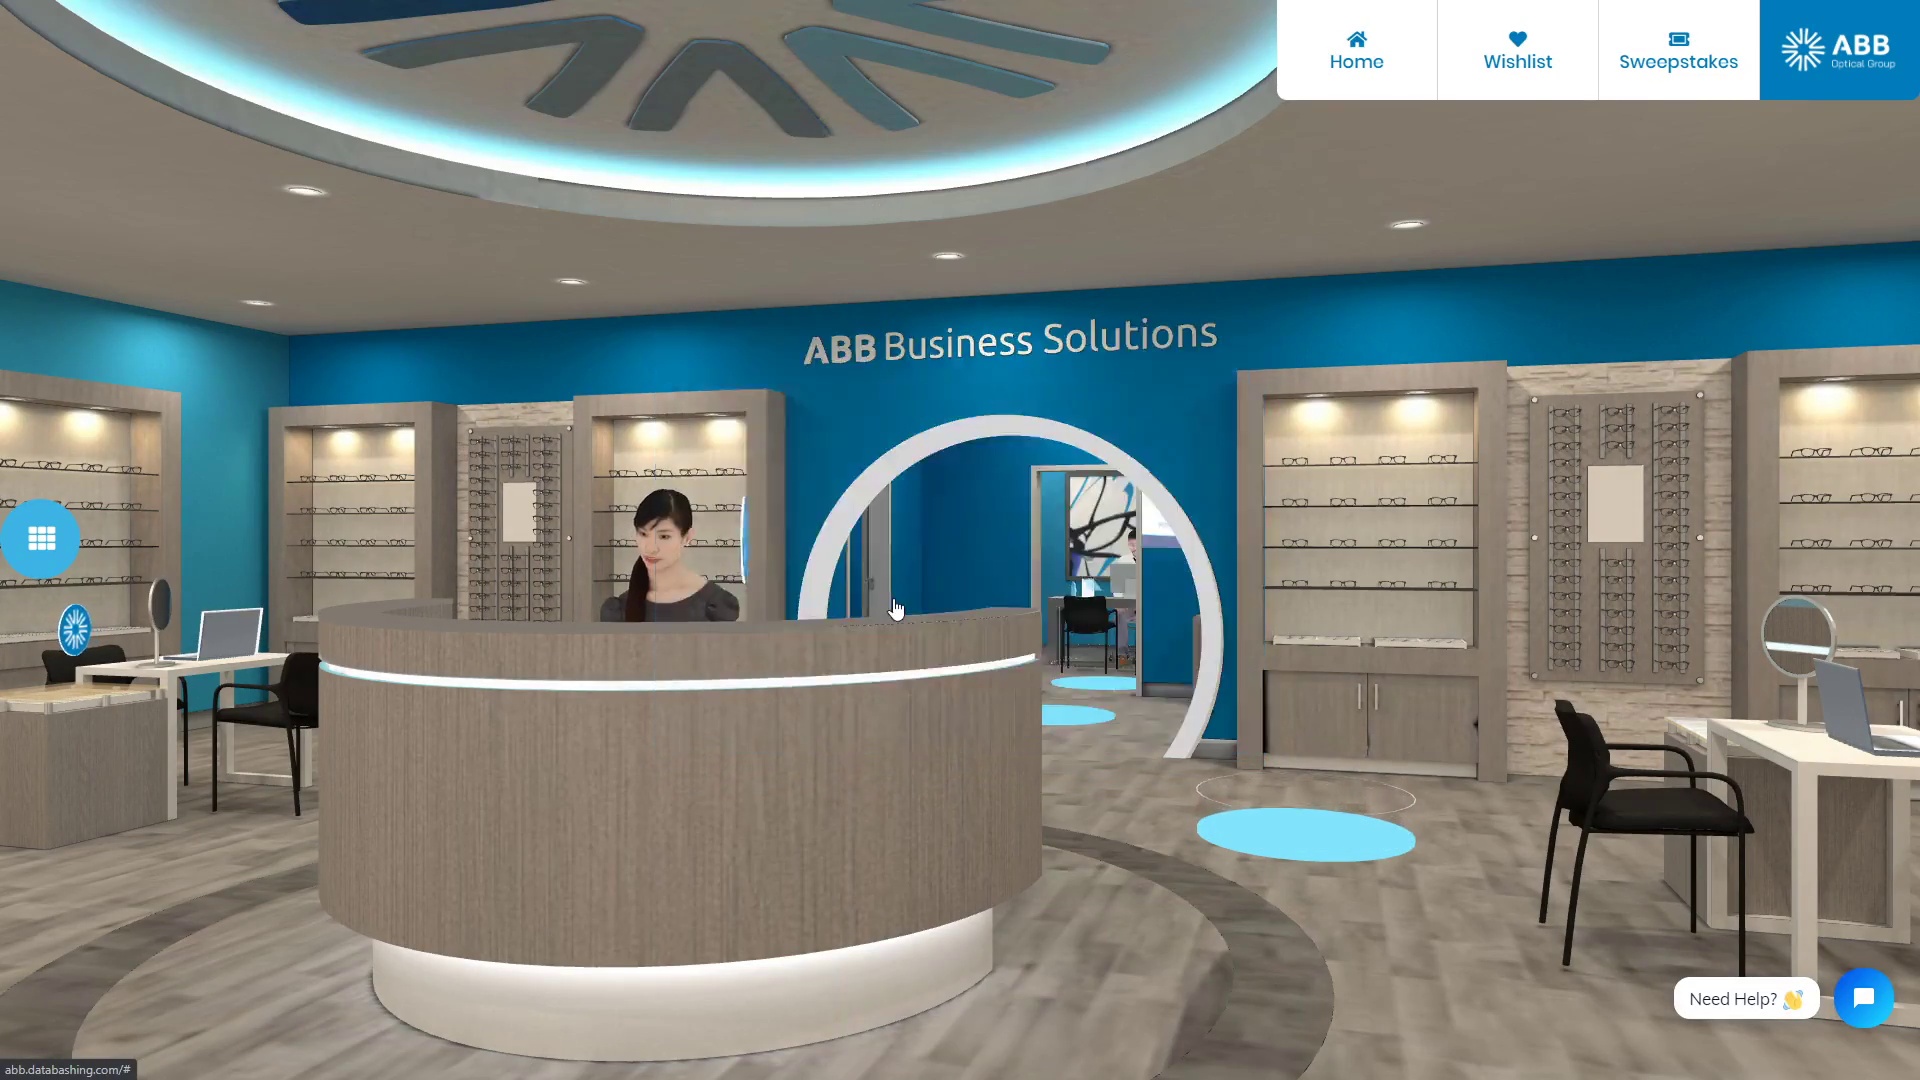 Home
Wishlist
Sweepstakes
ABB
Optical Group
ABB Business Solutions
Need Help? 👋
abb.databashing.com/#